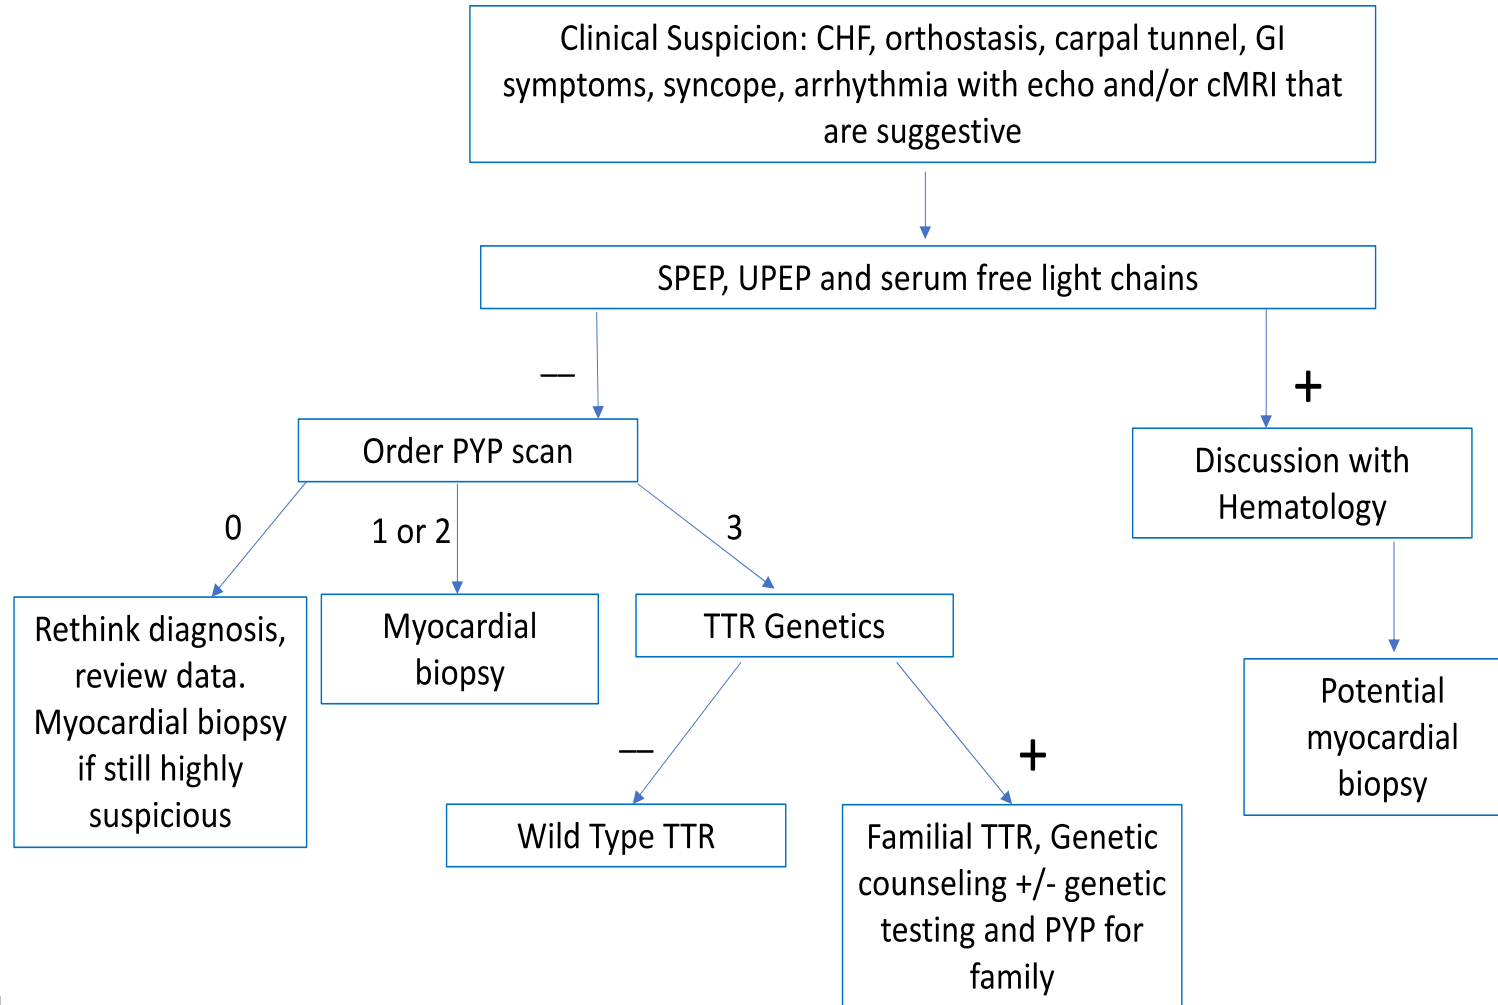 Clinical Suspicion: CHF, orthostasis, carpal tunnel, GI
symptoms, syncope, arrhythmia with echo and/or cMRI that
are suggestive
SPEP, UPEP and serum free light chains
—
+
Order PYP scan
Discussion with
Hematology
0
1 or 2
3
Rethink diagnosis,
review data.
Myocardial biopsy
if still highly
suspicious
Myocardial
biopsy
TTR Genetics
Potential
myocardial
biopsy
—
+
Wild Type TTR
Familial TTR, Genetic
counseling +/- genetic
testing and PYP for
family